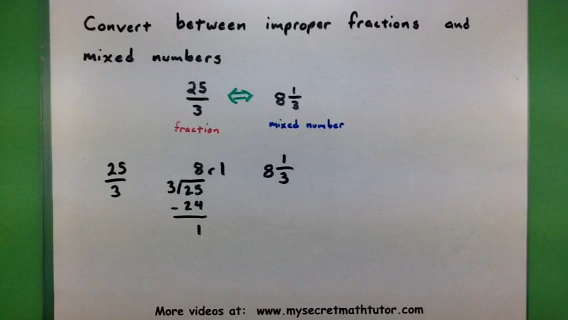 Convert between improper fractions and
mixed numbers
25/3 ⇔ 8 1/3
fraction mixed number
25/3 8 r 1 8 1/3
3/25
- 24
1
More videos at: www.mysecretmathtutor.com